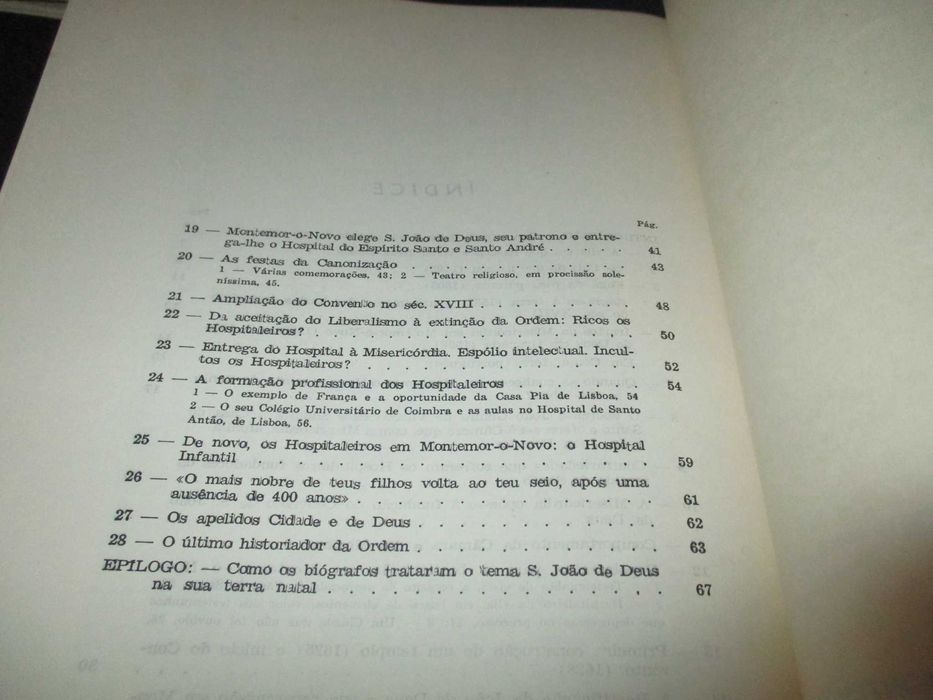 Pág.
19 — Montemor-o-Novo elege S. João de Deus, seu patrono e entre-
ga-lhe o Hospital do Espírito Santo e Santo André . . . . . 41
20 — As festas da Canonização . . . . . . . . . . . 43
1 — Várias comemorações, 43; 2 — Teatro religioso, em procissão sole-
níssima, 45.
21 — Ampliação do Convento no séc. XVIII . . . . . . . . 48
22 — Da aceitação do Liberalismo à extinção da Ordem: Ricos os
Hospitaleiros? . . . . . . . . . . . . . . . . 50
23 — Entrega do Hospital à Misericórdia. Espólio intelectual. Incul-
tos os Hospitaleiros? . . . . . . . . . . . . . 52
24 — A formação profissional dos Hospitaleiros . . . . . . . 54
1 — O exemplo de França e a oportunidade da Casa Pia de Lisboa, 54
2 — O seu Colégio Universitário de Coimbra e as aulas no Hospital de Santo
Antão, de Lisboa, 56.
25 — De novo, os Hospitaleiros em Montemor-o-Novo: o Hospital
Infantil . . . . . . . . . . . . . . . . . . 59
26 — «O mais nobre de teus filhos volta ao teu seio, após uma
ausência de 400 anos» . . . . . . . . . . . . . 61
27 — Os apelidos Cidade e de Deus . . . . . . . . . . . 62
28 — O último historiador da Ordem . . . . . . . . . . . 63
EPÍLOGO: — Como os biógrafos trataram o tema S. João de Deus
na sua terra natal . . . . . . . . . . . . . . 67